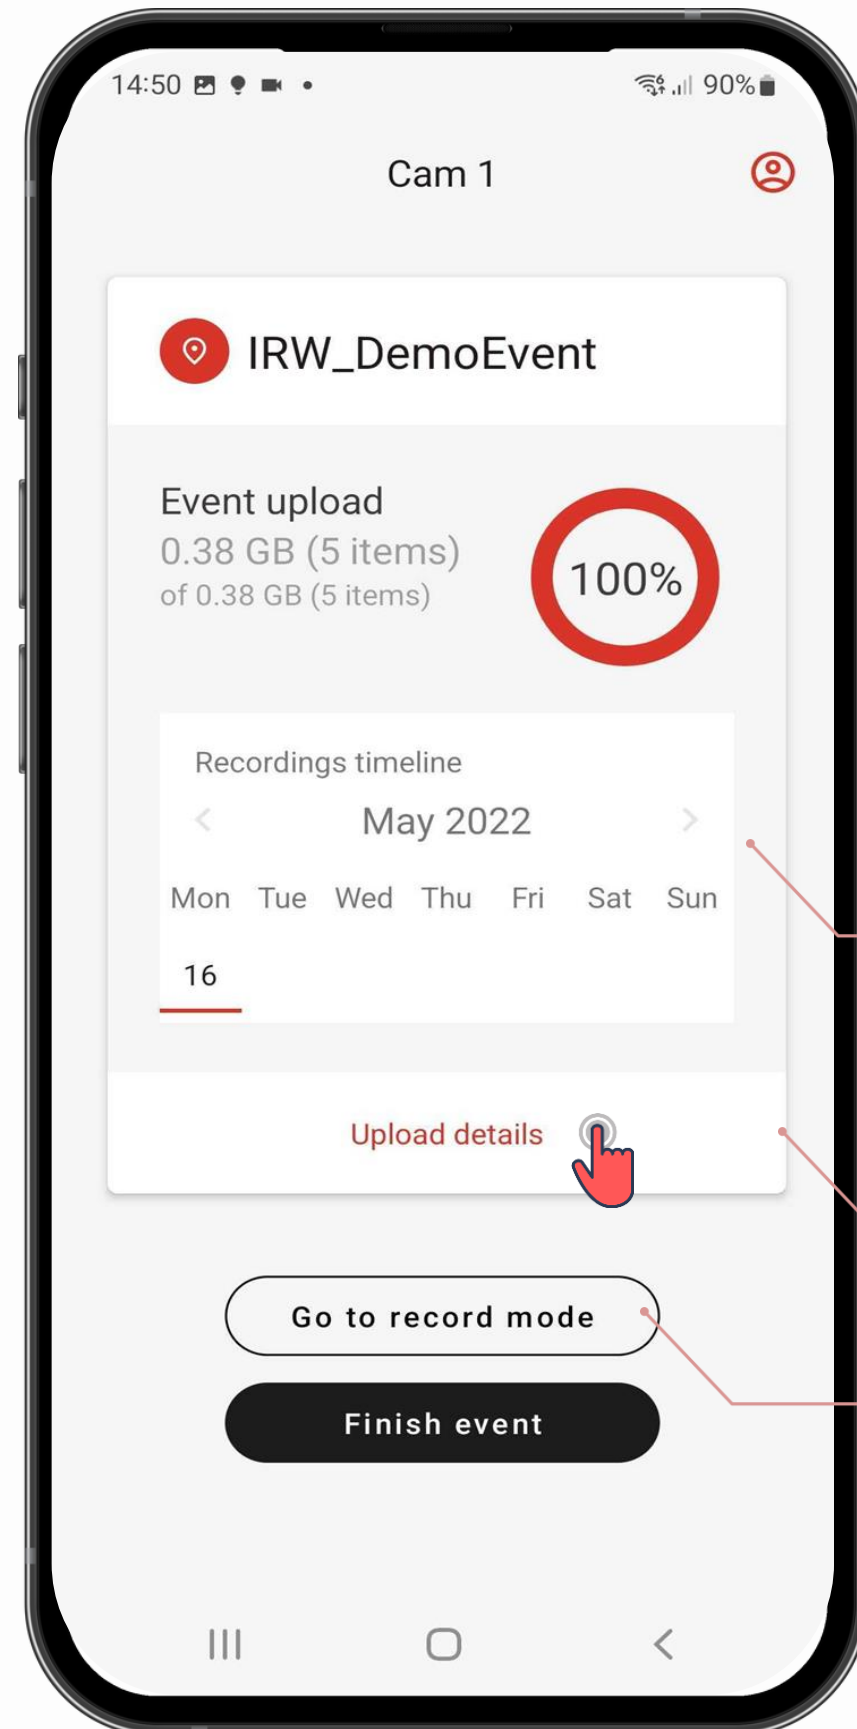 14:50 90%
Cam 1
IRW_DemoEvent
Event upload
0.38 GB (5 items)
of 0.38 GB (5 items)
100%
Recordings timeline
May 2022
Mon Tue Wed Thu Fri Sat Sun
16
Upload details
Go to record mode
Finish event